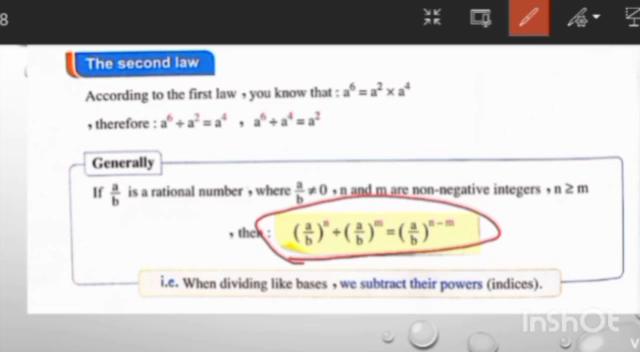 8
The second law
According to the first law , you know that : a⁶ = a² × a⁴
, therefore : a⁶ ÷ a² = a⁴ , a⁶ ÷ a⁴ = a²
Generally
If a/b is a rational number , where a/b ≠ 0 , n and m are non-negative integers , n ≥ m
, then : (a/b)ⁿ ÷ (a/b)ᵐ = (a/b)ⁿ⁻ᵐ
i.e. When dividing like bases , we subtract their powers (indices).
InShOt